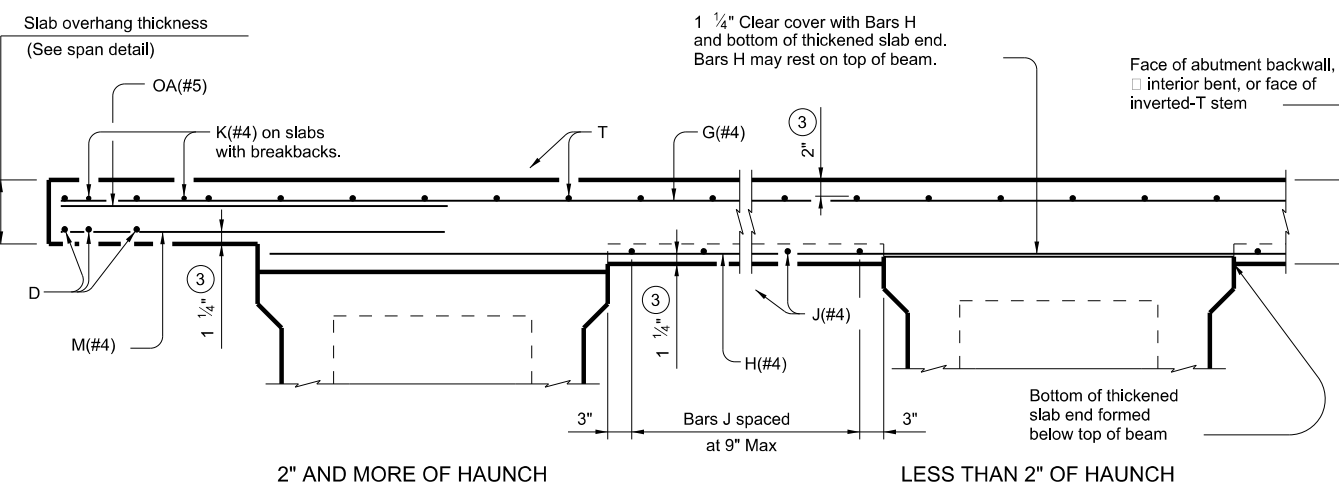 Slab overhang thickness
(See span detail)
OA(#5)
K(#4) on slabs
with breakbacks.
T
G(#4)
1 ¼" Clear cover with Bars H
and bottom of thickened slab end.
Bars H may rest on top of beam.
3
2"
Face of abutment backwall,
□ interior bent, or face of
inverted-T stem
D
M(#4)
1 ¼"
3
1 ¼"
3
H(#4)
J(#4)
3"
Bars J spaced
at 9" Max
3"
Bottom of thickened
slab end formed
below top of beam
2" AND MORE OF HAUNCH
LESS THAN 2" OF HAUNCH